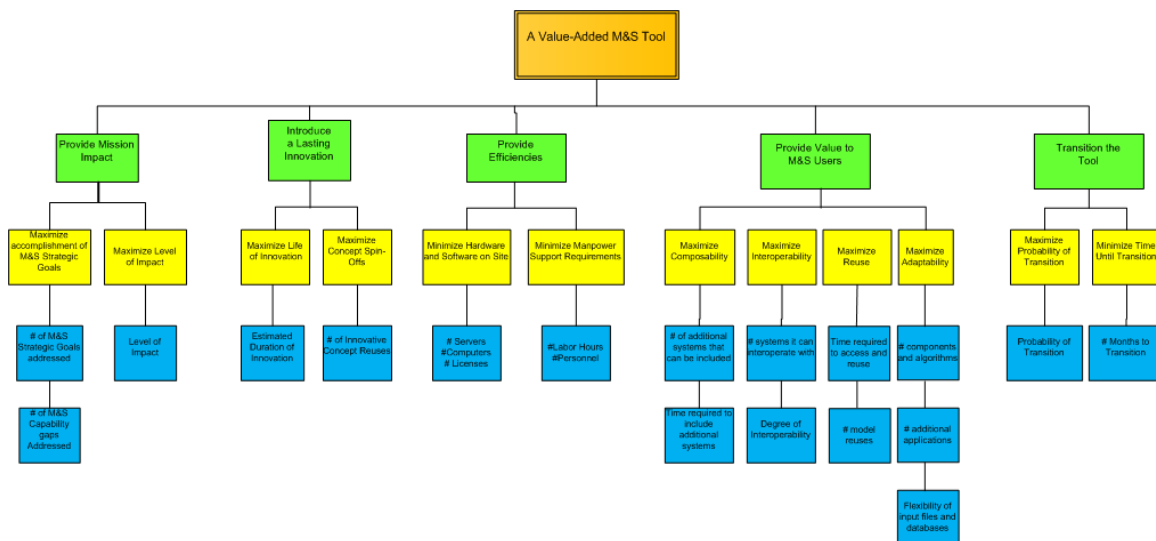 A Value-Added M&S Tool
Provide Mission
Impact
Introduce
a Lasting
Innovation
Provide
Efficiencies
Provide Value to
M&S Users
Transition the
Tool
Maximize
accomplishment of
M&S Strategic
Goals
Maximize Level
of Impact
Maximize Life
of Innovation
Maximize
Concept Spin-
Offs
Minimize Hardware
and Software on Site
Minimize Manpower
Support Requirements
Maximize
Composability
Maximize
Interoperability
Maximize
Reuse
Maximize
Adaptability
Maximize
Probability of
Transition
Minimize Time
Until Transition
# of M&S
Strategic Goals
addressed
Level of
Impact
Estimated
Duration of
Innovation
# of Innovative
Concept Reuses
# Servers
#Computers
# Licenses
#Labor Hours
#Personnel
# of additional
systems that
can be included
# systems it can
interoperate with
Time required
to access and
reuse
# components
and algorithms
Probability of
Transition
# Months to
Transition
# of M&S
Capability
gaps
Addressed
Time required to
include
additional
systems
Degree of
Interoperability
# model
reuses
# additional
applications
Flexibility of
input files and
databases